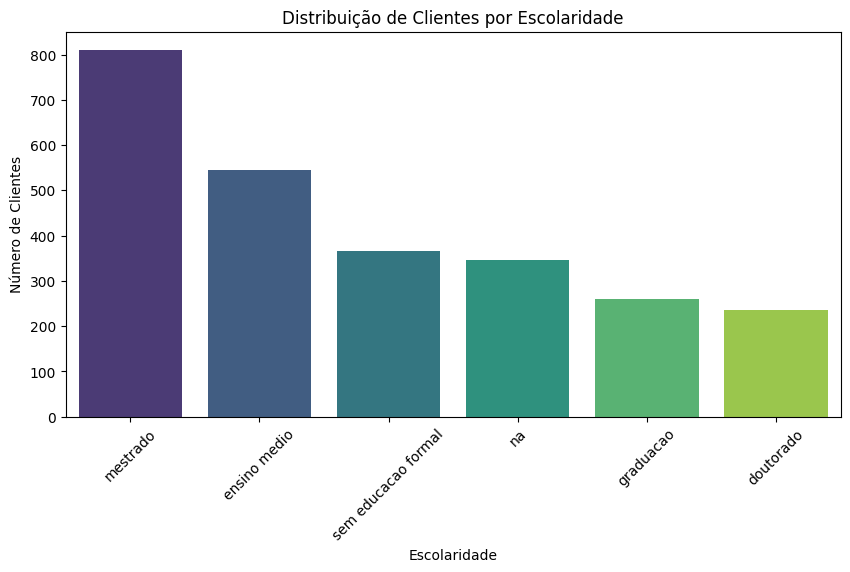 Distribuição de Clientes por Escolaridade
Número de Clientes
800
700
600
500
400
300
200
100
0
mestrado
ensino medio
sem educacao formal
na
graduacao
doutorado
Escolaridade